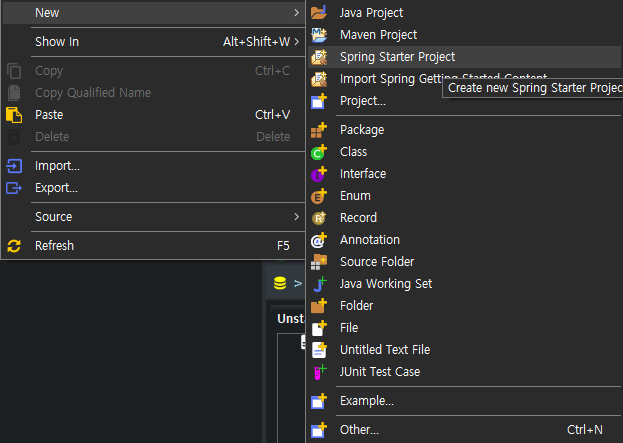 New >
Show In Alt+Shift+W >
Copy Ctrl+C
Copy Qualified Name
Paste Ctrl+V
Delete Delete
Import...
Export...
Source >
Refresh F5
>
Java Project
Maven Project
Spring Starter Project
Import Spring Getting Started Content
Create new Spring Starter Projec
Project...
Package
Class
Interface
Enum
Record
Annotation
Source Folder
Java Working Set
Folder
File
Untitled Text File
JUnit Test Case
Example...
Other... Ctrl+N
Unsta